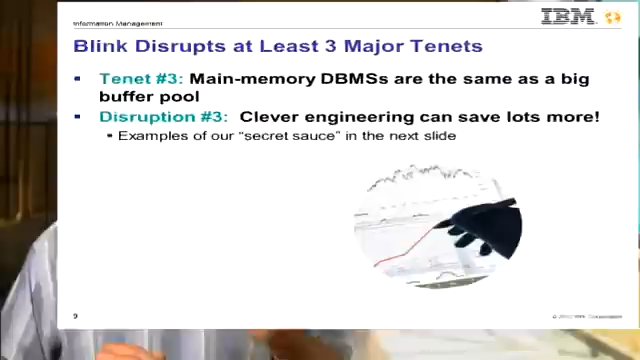 Information Management
IBM
Blink Disrupts at Least 3 Major Tenets
Tenet #3: Main-memory DBMSs are the same as a big
buffer pool
Disruption #3: Clever engineering can save lots more!
Examples of our “secret sauce” in the next slide
9
Corporation